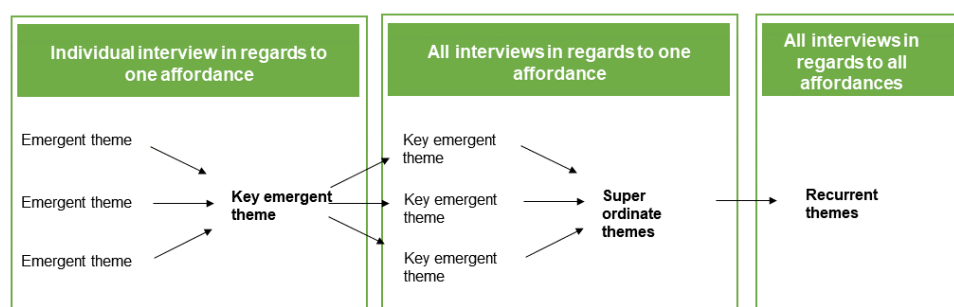 Individual interview in regards to
one affordance
Emergent theme
Emergent theme
Emergent theme
Key emergent
theme
All interviews in regards to one
affordance
Key emergent
theme
Key emergent
theme
Key emergent
theme
Super
ordinate
themes
All interviews in
regards to all
affordances
Recurrent
themes